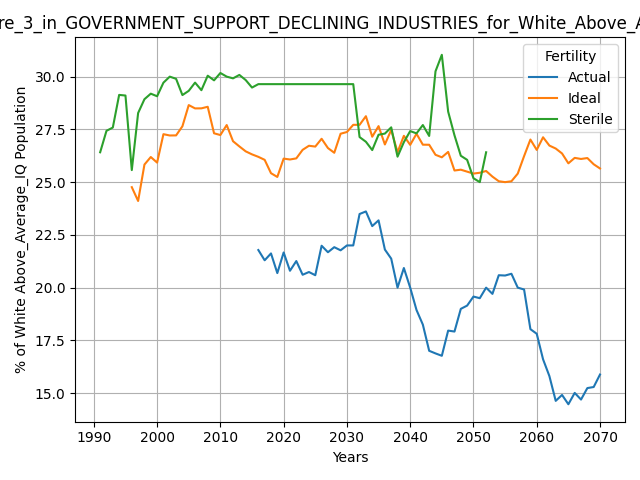 re_3_in_GOVERNMENT_SUPPORT_DECLINING_INDUSTRIES_for_White_Above_A
% of White Above_Average_IQ Population
30.0
27.5
25.0
22.5
20.0
17.5
15.0
Fertility
Actual
Ideal
Sterile
1990 2000 2010 2020 2030 2040 2050 2060 2070
Years